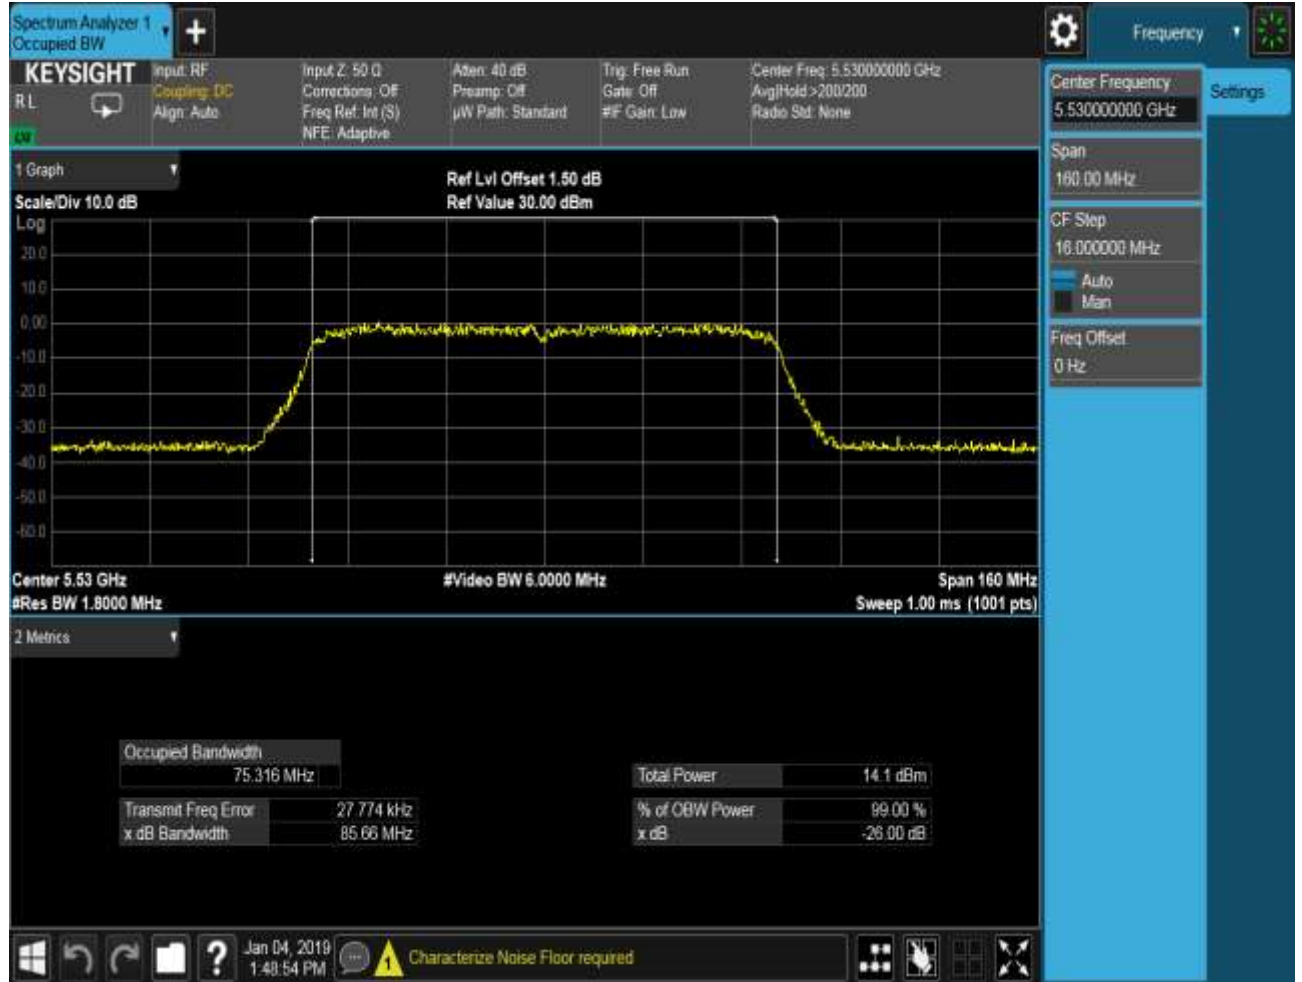 Spectrum Analyzer 1
Occupied BW
Frequency
KEYSIGHT
RL
Input: RF
Coupling: DC
Align: Auto
Input Z: 50 Ω
Corrections: Off
Freq Ref: Int (S)
NFE: Adaptive
Atten: 40 dB
Preamp: Off
µW Path: Standard
Trig: Free Run
Gate: Off
#IF Gain: Low
Center Freq: 5.530000000 GHz
Avg|Hold:>200/200
Radio Std: None
Center Frequency
5.530000000 GHz
Settings
Span
160.00 MHz
CF Step
16.000000 MHz
Auto
Man
Freq Offset
0 Hz
1 Graph
Scale/Div 10.0 dB
Ref Lvl Offset 1.50 dB
Ref Value 30.00 dBm
Log
20.0
10.0
0.00
-10.0
-20.0
-30.0
-40.0
-50.0
-60.0
Center 5.53 GHz
#Video BW 6.0000 MHz
Span 160 MHz
#Res BW 1.8000 MHz
Sweep 1.00 ms (1001 pts)
2 Metrics
Occupied Bandwidth
75.316 MHz
Total Power 14.1 dBm
Transmit Freq Error 27.774 kHz
% of OBW Power 99.00 %
x dB Bandwidth 85.66 MHz
x dB -26.00 dB
?
Jan 04, 2019
1:48:54 PM
1
Characterize Noise Floor required